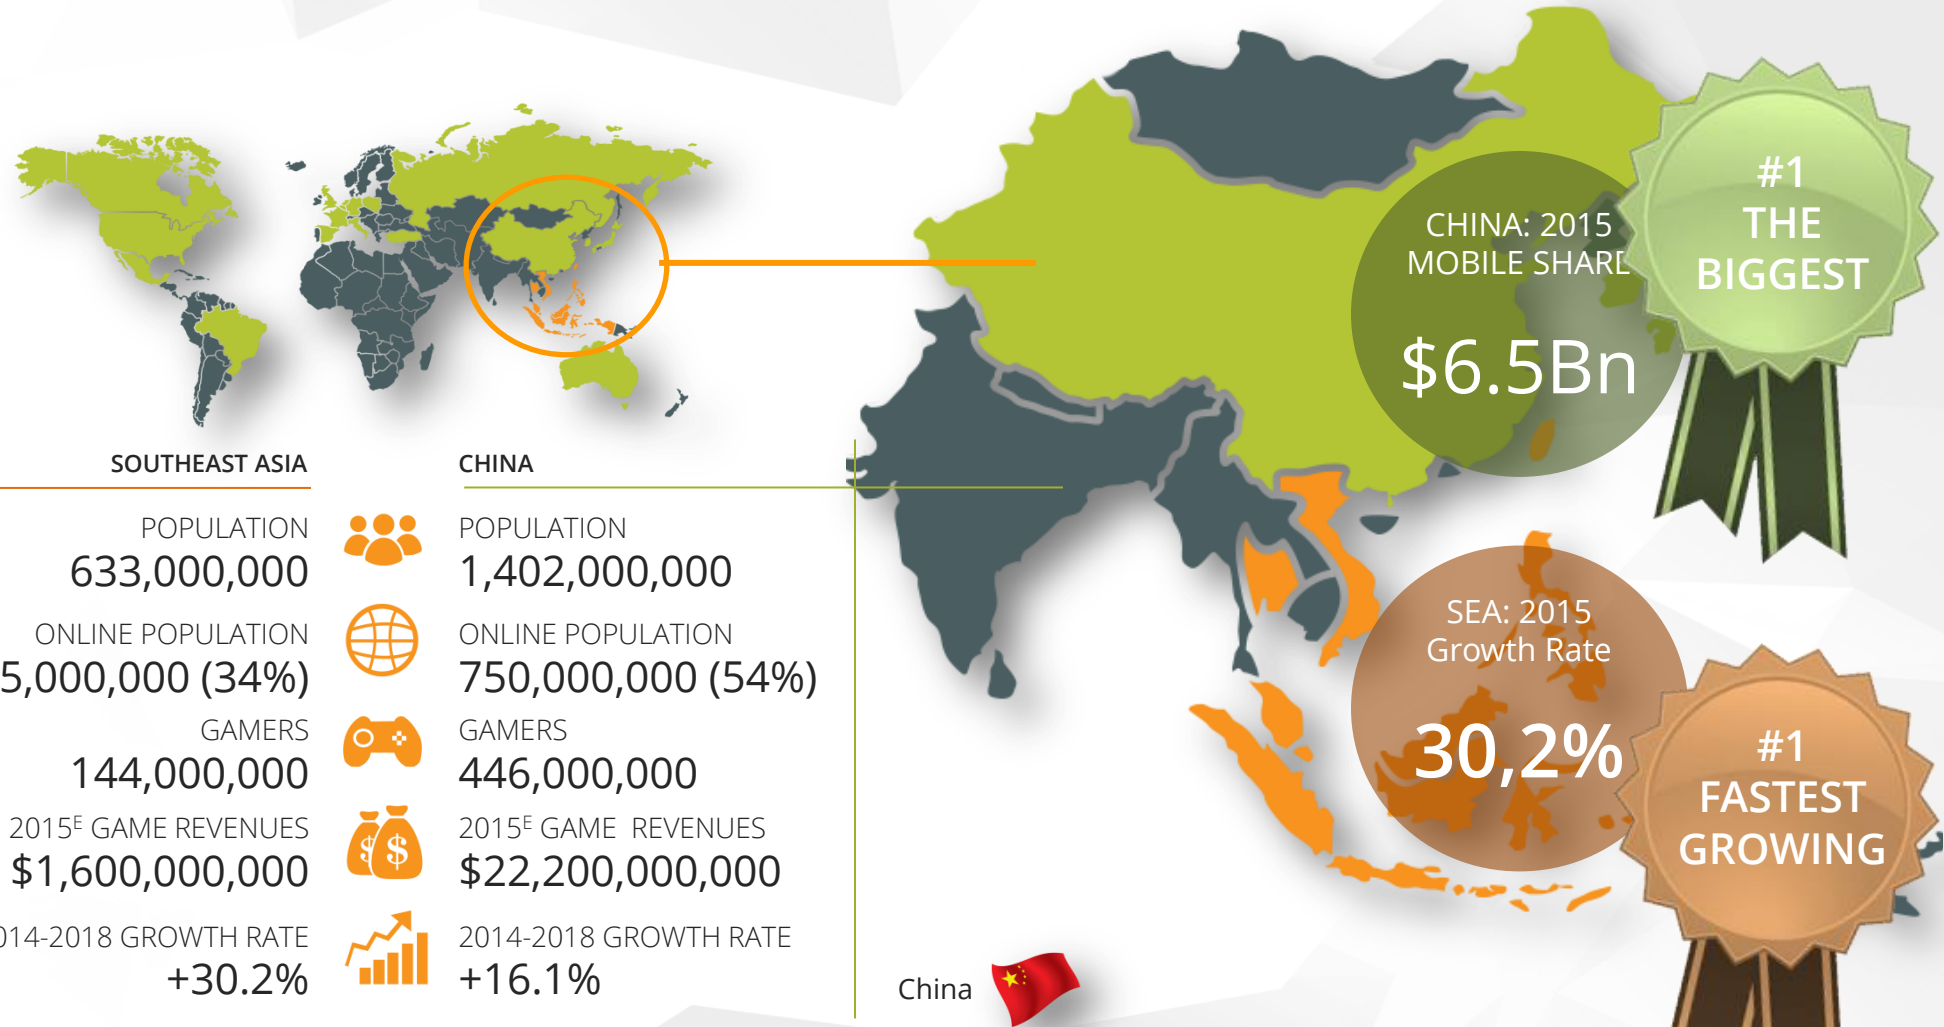 SOUTHEAST ASIA
POPULATION
633,000,000
ONLINE POPULATION
5,000,000 (34%)
GAMERS
144,000,000
2015E GAME REVENUES
$1,600,000,000
014-2018 GROWTH RATE
+30.2%
CHINA
POPULATION
1,402,000,000
ONLINE POPULATION
750,000,000 (54%)
GAMERS
446,000,000
2015E GAME REVENUES
$22,200,000,000
2014-2018 GROWTH RATE
+16.1%
CHINA: 2015
MOBILE SHARE
$6.5Bn
#1
THE
BIGGEST
SEA: 2015
Growth Rate
30,2%
#1
FASTEST
GROWING
China